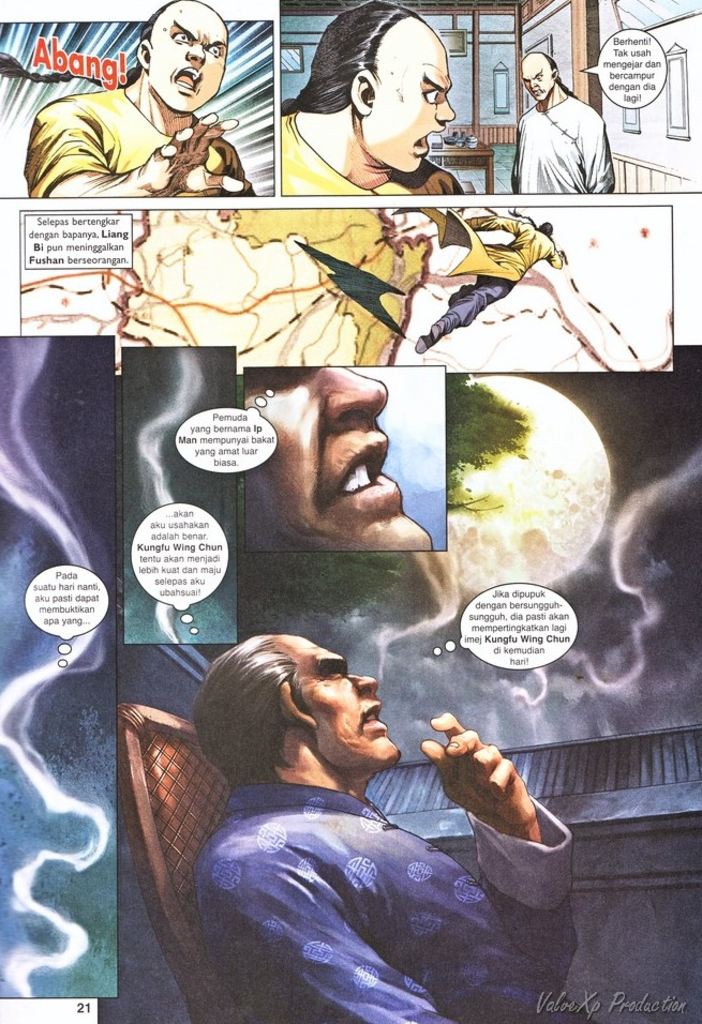 Abang!
Berhenti!
Tak usah
mengejar dan
bercampur
dengan dia
lagi!
Selepas bertengkar
dengan bapanya, Liang
Bi pun meninggalkan
Fushan berseorangan.
Pemuda
yang bernama Ip
Man mempunyai bakat
yang amat luar
biasa.
Jika dipupuk
dengan bersungguh-
sungguh, dia pasti akan
mempertingkatkan lagi
imej Kungfu Wing Chun
di kemudian
hari!
Pada
suatu hari nanti,
aku pasti dapat
membuktikan
apa yang...
...akan
aku usahakan
adalah benar.
Kungfu Wing Chun
tentu akan menjadi
lebih kuat dan maju
selepas aku
ubahsuai!
21
ValveXp Production